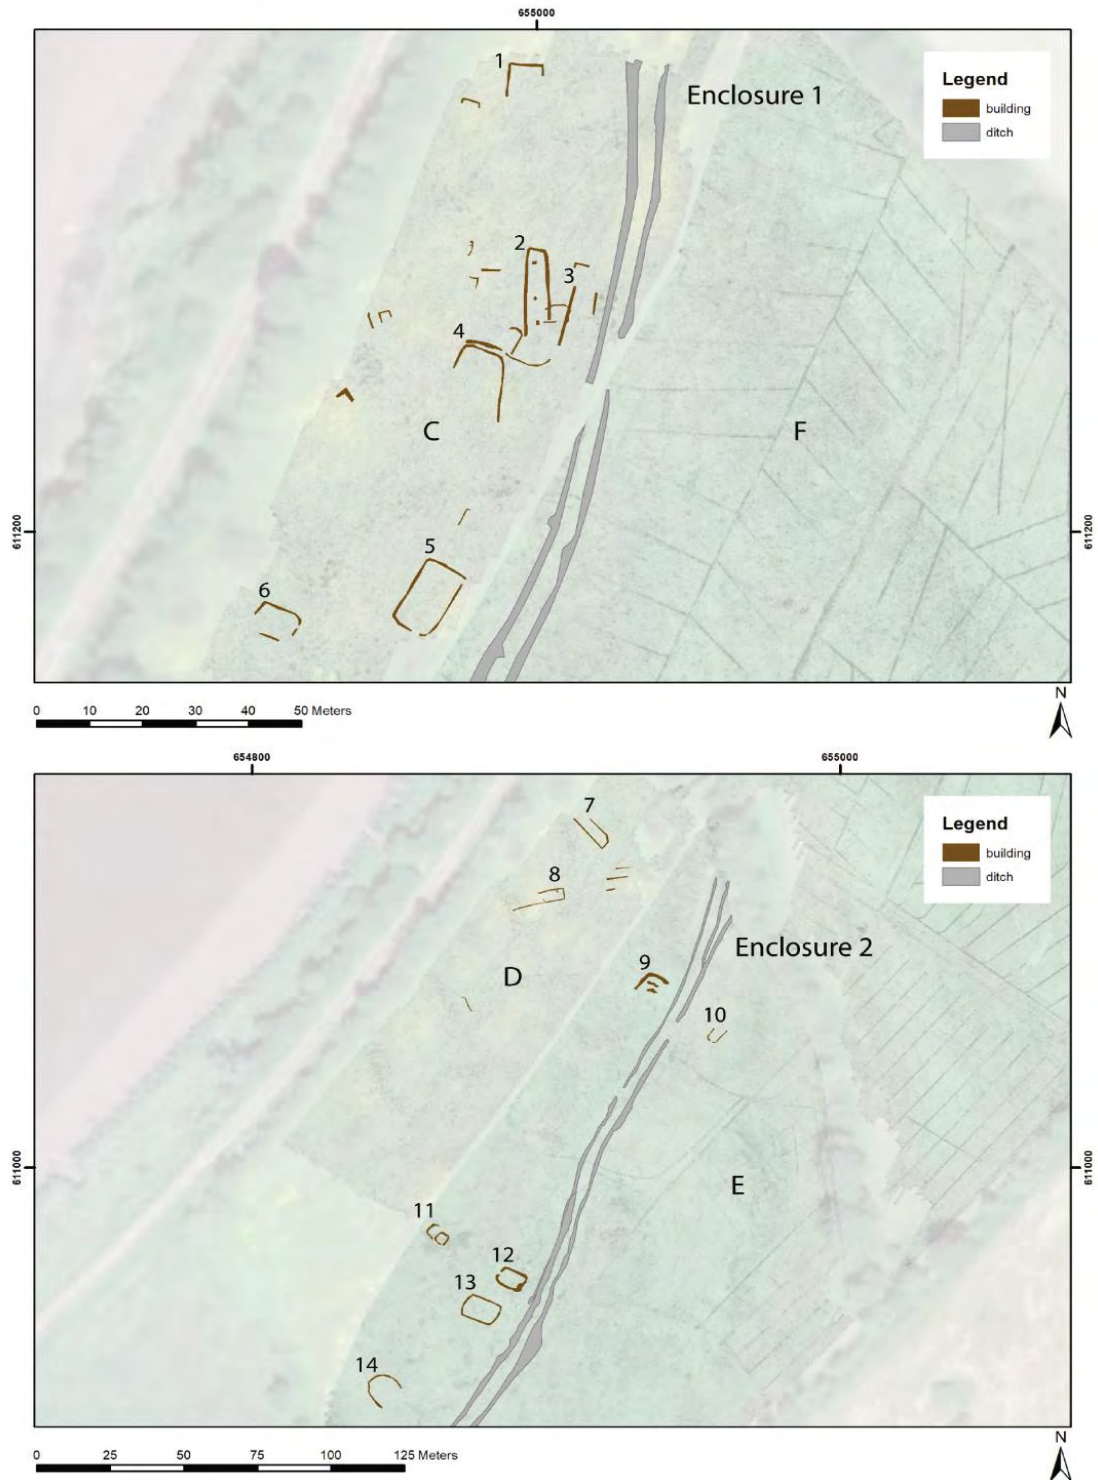 655000
1
Enclosure 1
Legend
building
ditch
2
3
4
C
F
611200
611200
5
6
0 10 20 30 40 50 Meters
N
654800
655000
7
Legend
building
ditch
8
Enclosure 2
9
D
10
611000
611000
E
11
12
13
14
0 25 50 75 100 125 Meters
N